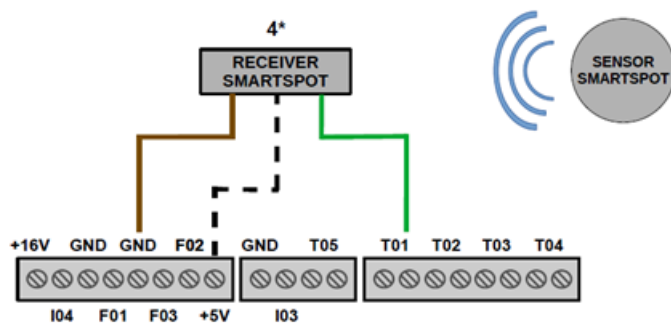 4*
RECEIVER
SMARTSPOT
SENSOR
SMARTSPOT
+16V GND GND F02 GND T05 T01 T02 T03 T04
I04 F01 F03 +5V I03